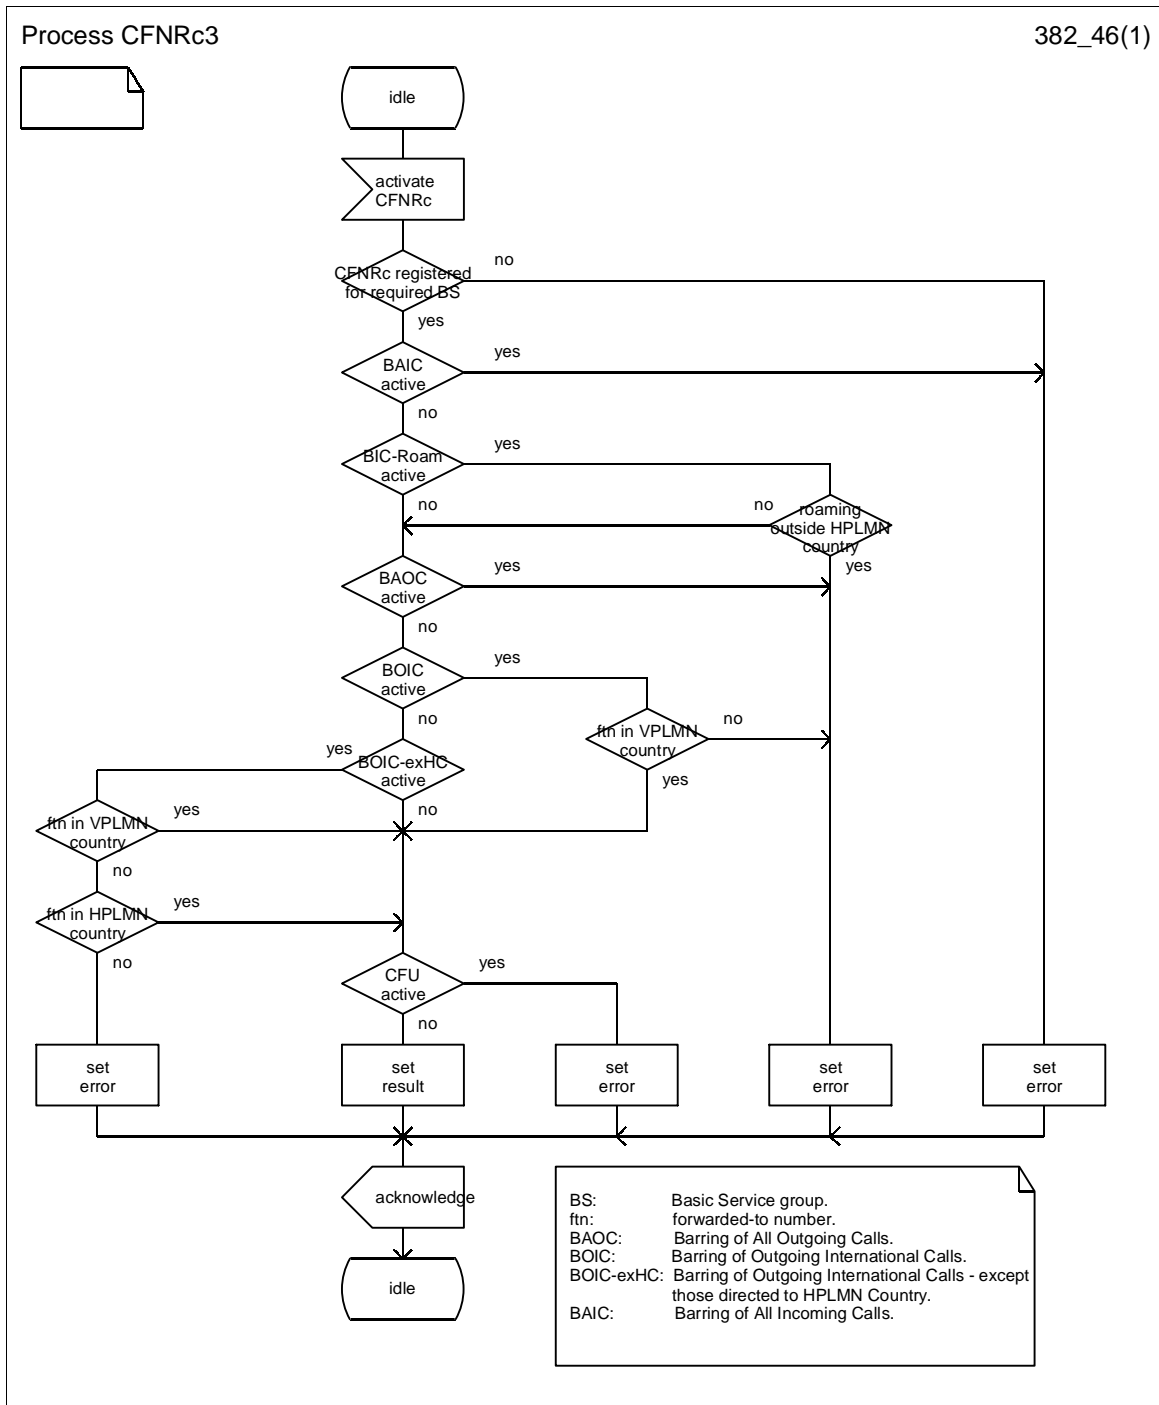 Process CFNRc3
382_46(1)
idle
activate
CFNRc
CFNRc registered
for required BS
no
yes
BAIC
active
yes
no
BIC-Roam
active
yes
no
no
roaming
outside HPLMN
country
yes
BAOC
active
yes
no
BOIC
active
yes
no
ftn in VPLMN
country
no
yes
yes
BOIC-exHC
active
no
ftn in VPLMN
country
yes
no
ftn in HPLMN
country
yes
no
CFU
active
yes
no
set
error
set
result
set
error
set
error
set
error
acknowledge
idle
BS: Basic Service group.
ftn: forwarded-to number.
BAOC: Barring of All Outgoing Calls.
BOIC: Barring of Outgoing International Calls.
BOIC-exHC: Barring of Outgoing International Calls - except
those directed to HPLMN Country.
BAIC: Barring of All Incoming Calls.